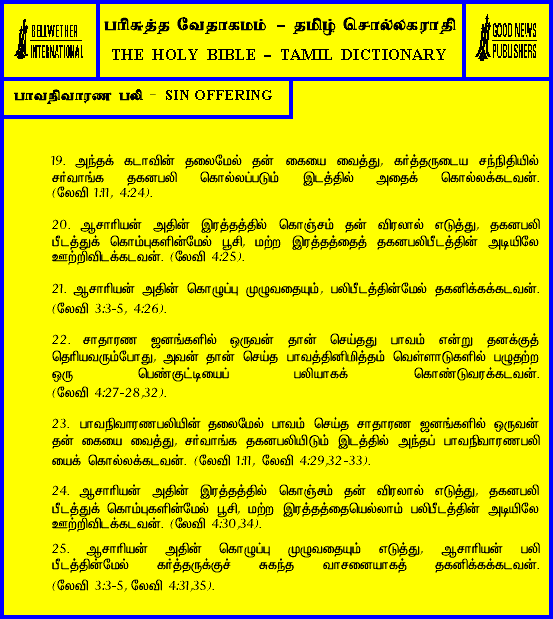 BELLWETHER
INTERNATIONAL
பரிசுத்த வேதாகமம் – தமிழ் சொல்லகராதி
THE HOLY BIBLE – TAMIL DICTIONARY
GOOD NEWS
PUBLISHERS
பாவநிவாரண பலி – SIN OFFERING
19. அந்தக் கடாவின் தலைமேல் தன் கையை வைத்து, கர்த்தருடைய சந்நிதியில்
சர்வாங்க தகனபலி கொல்லப்படும் இடத்தில் அதைக் கொல்லக்கடவன்.
(லேவி 1:11, 4:24).
20. ஆசாரியன் அதின் இரத்தத்தில் கொஞ்சம் தன் விரலால் எடுத்து, தகனபலி
பீடத்துக் கொம்புகளின்மேல் பூசி, மற்ற இரத்தத்தைத் தகனபலிபீடத்தின் அடியிலே
ஊற்றிவிடக்கடவன். (லேவி 4:25).
21. ஆசாரியன் அதின் கொழுப்பு முழுவதையும், பலிபீடத்தின்மேல் தகனிக்கக்கடவன்.
(லேவி 3:3-5, 4:26).
22. சாதாரண ஜனங்களில் ஒருவன் தான் செய்தது பாவம் என்று தனக்குத்
தெரியவரும்போது, அவன் தான் செய்த பாவத்தினிமித்தம் வெள்ளாடுகளில் பழுதற்ற
ஒரு பெண்குட்டியைப் பலியாகக் கொண்டுவரக்கடவன்.
(லேவி 4:27-28,32).
23. பாவநிவாரணபலியின் தலைமேல் பாவம் செய்த சாதாரண ஜனங்களில் ஒருவன்
தன் கையை வைத்து, சர்வாங்க தகனபலியிடும் இடத்தில் அந்தப் பாவநிவாரணபலி
யைக் கொல்லக்கடவன். (லேவி 1:11, லேவி 4:29,32-33).
24. ஆசாரியன் அதின் இரத்தத்தில் கொஞ்சம் தன் விரலால் எடுத்து, தகனபலி
பீடத்துக் கொம்புகளின்மேல் பூசி, மற்ற இரத்தத்தையெல்லாம் பலிபீடத்தின் அடியிலே
ஊற்றிவிடக்கடவன். (லேவி 4:30,34).
25. ஆசாரியன் அதின் கொழுப்பு முழுவதையும் எடுத்து, ஆசாரியன் பலி
பீடத்தின்மேல் கர்த்தருக்குச் சுகந்த வாசனையாகத் தகனிக்கக்கடவன்.
(லேவி 3:3-5, லேவி 4:31,35).